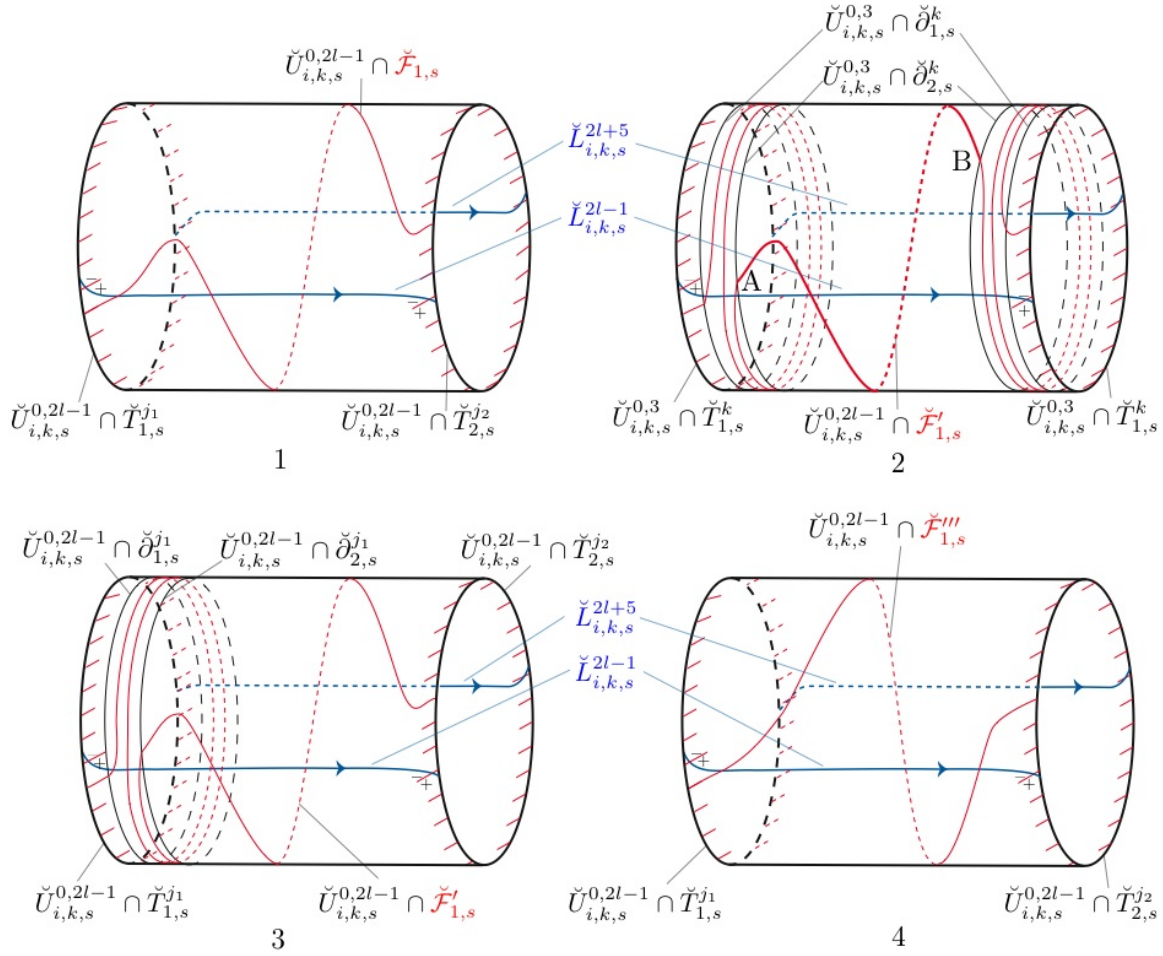 Ŭ^{0,2l−1}_{i,k,s} ∩ F̆_{1,s}
Ŭ^{0,3}_{i,k,s} ∩ ∂̆^{k}_{1,s}
Ŭ^{0,3}_{i,k,s} ∩ ∂̆^{k}_{2,s}
L̆^{2l+5}_{i,k,s}
L̆^{2l−1}_{i,k,s}
− +
− +
A
B
− +
− +
Ŭ^{0,2l−1}_{i,k,s} ∩ T̆^{j_1}_{1,s}
Ŭ^{0,2l−1}_{i,k,s} ∩ T̆^{j_2}_{2,s}
1
Ŭ^{0,3}_{i,k,s} ∩ T̆^{k}_{1,s}
Ŭ^{0,2l−1}_{i,k,s} ∩ F̆′_{1,s}
Ŭ^{0,3}_{i,k,s} ∩ T̆^{k}_{1,s}
2
Ŭ^{0,2l−1}_{i,k,s} ∩ ∂̆^{j_1}_{1,s}
Ŭ^{0,2l−1}_{i,k,s} ∩ ∂̆^{j_1}_{2,s}
Ŭ^{0,2l−1}_{i,k,s} ∩ T̆^{j_2}_{2,s}
Ŭ^{0,2l−1}_{i,k,s} ∩ F̆‴_{1,s}
L̆^{2l+5}_{i,k,s}
L̆^{2l−1}_{i,k,s}
− +
− +
− +
− +
Ŭ^{0,2l−1}_{i,k,s} ∩ T̆^{j_1}_{1,s}
Ŭ^{0,2l−1}_{i,k,s} ∩ F̆′_{1,s}
3
Ŭ^{0,2l−1}_{i,k,s} ∩ T̆^{j_1}_{1,s}
Ŭ^{0,2l−1}_{i,k,s} ∩ T̆^{j_2}_{2,s}
4